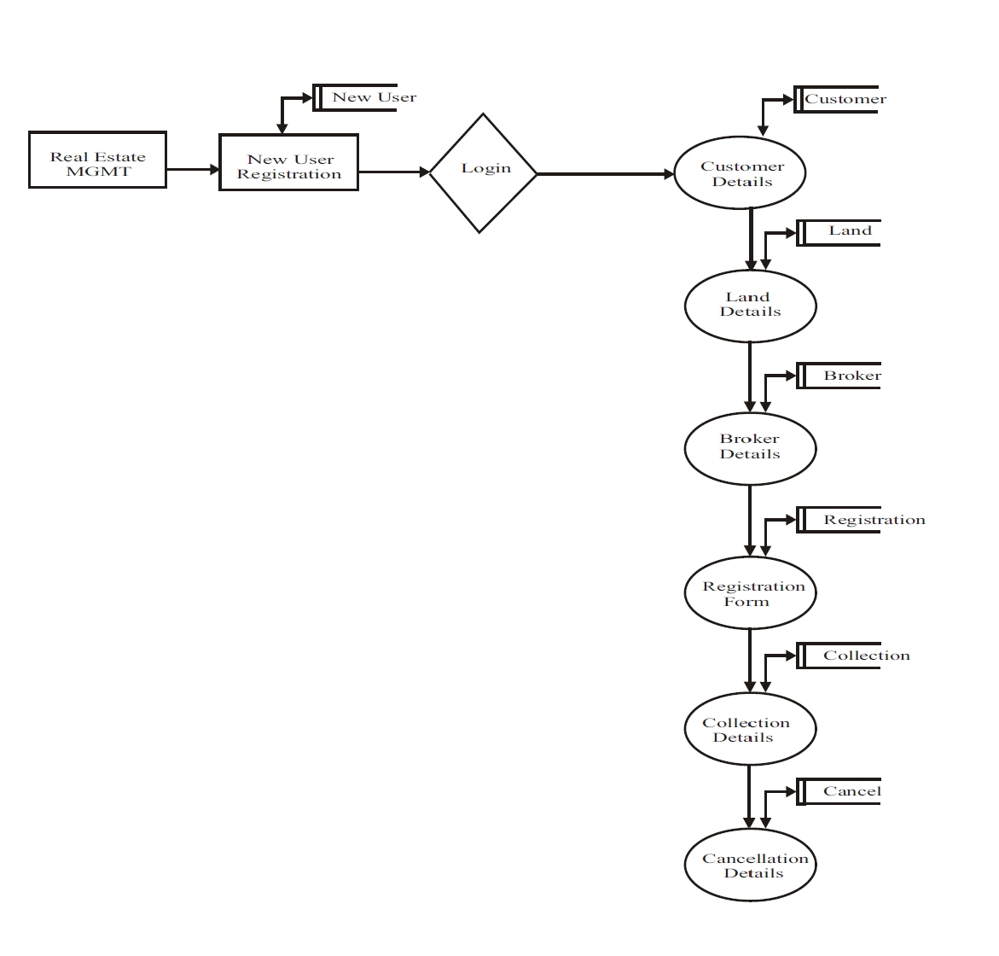 New User
Customer
Real Estate
MGMT
New User
Registration
Login
Customer
Details
Land
Land
Details
Broker
Broker
Details
Registration
Registration
Form
Collection
Collection
Details
Cancel
Cancellation
Details